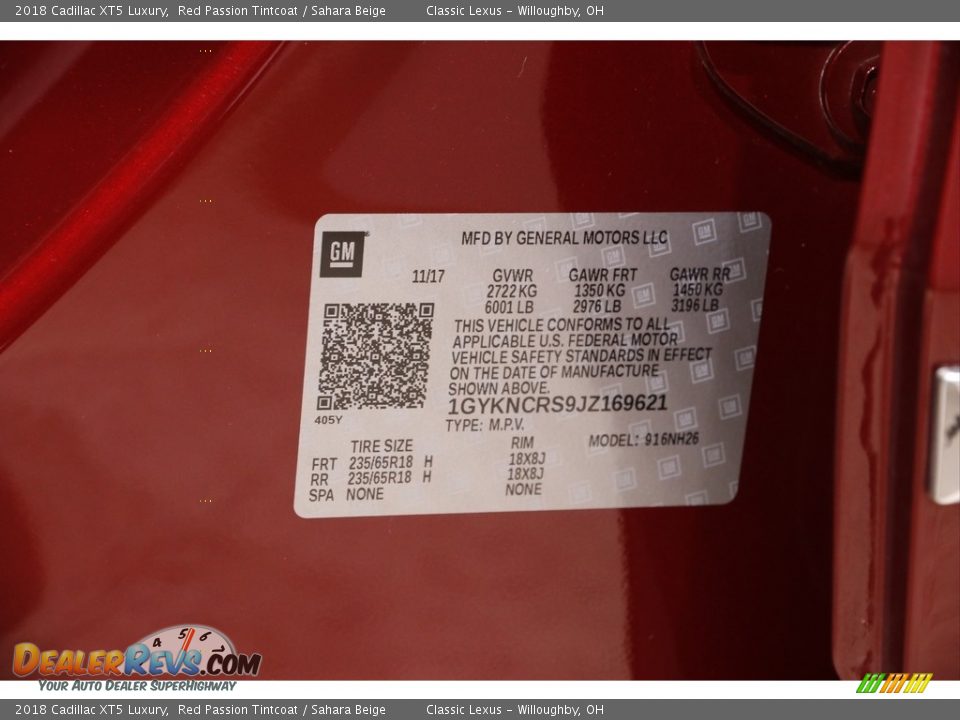 2018 Cadillac XT5 Luxury, Red Passion Tintcoat / Sahara Beige Classic Lexus - Willoughby, OH
GM
MFD BY GENERAL MOTORS LLC
11/17 GVWR GAWR FRT GAWR RR
2722 KG 1350 KG 1450 KG
6001 LB 2976 LB 3196 LB
THIS VEHICLE CONFORMS TO ALL
APPLICABLE U.S. FEDERAL MOTOR
VEHICLE SAFETY STANDARDS IN EFFECT
ON THE DATE OF MANUFACTURE
SHOWN ABOVE.
1GYKNCRS9JZ169621
405Y
TYPE: M.P.V.
TIRE SIZE RIM MODEL: 916NH26
FRT 235/65R18 H 18X8J
RR 235/65R18 H 18X8J
SPA NONE NONE
4 5 6
DEALERREVS.COM
YOUR AUTO DEALER SUPERHIGHWAY
2018 Cadillac XT5 Luxury, Red Passion Tintcoat / Sahara Beige Classic Lexus - Willoughby, OH